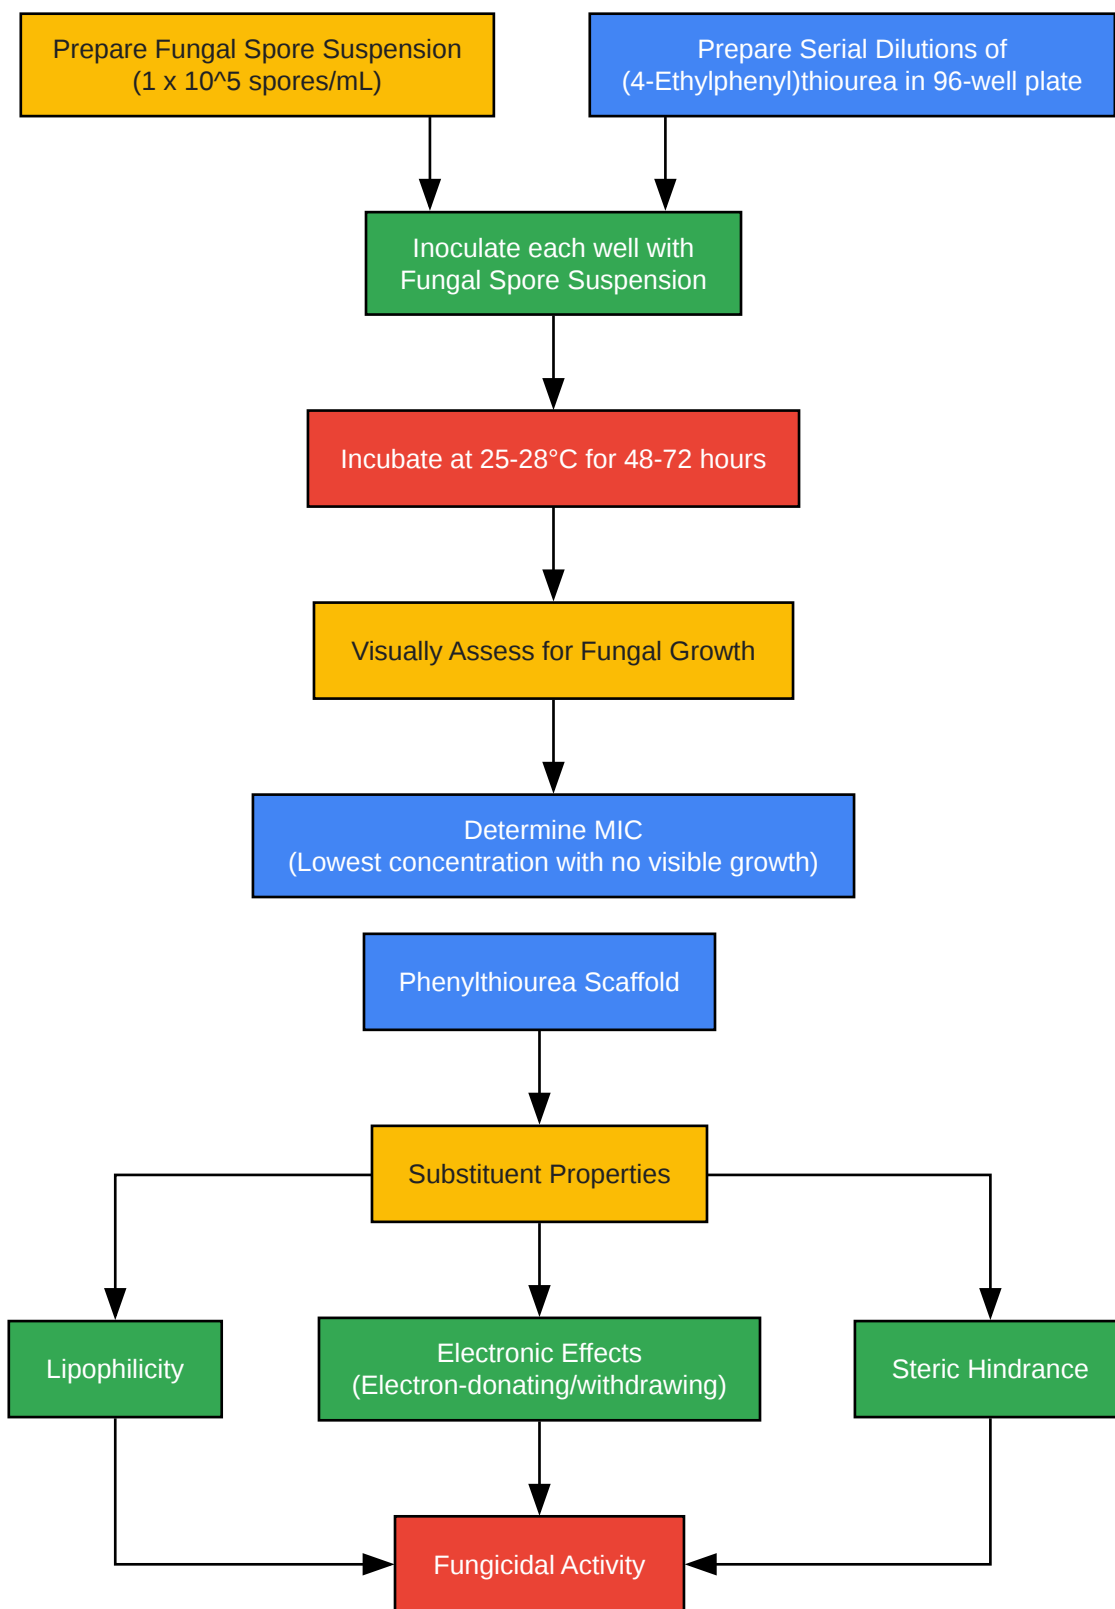 Prepare Fungal Spore Suspension
(1 x 10^5 spores/mL)
Prepare Serial Dilutions of
(4-Ethylphenyl)thiourea in 96-well plate
Inoculate each well with
Fungal Spore Suspension
Incubate at 25-28°C for 48-72 hours
Visually Assess for Fungal Growth
Determine MIC
(Lowest concentration with no visible growth)
Phenylthiourea Scaffold
Substituent Properties
Lipophilicity
Electronic Effects
(Electron-donating/withdrawing)
Steric Hindrance
Fungicidal Activity